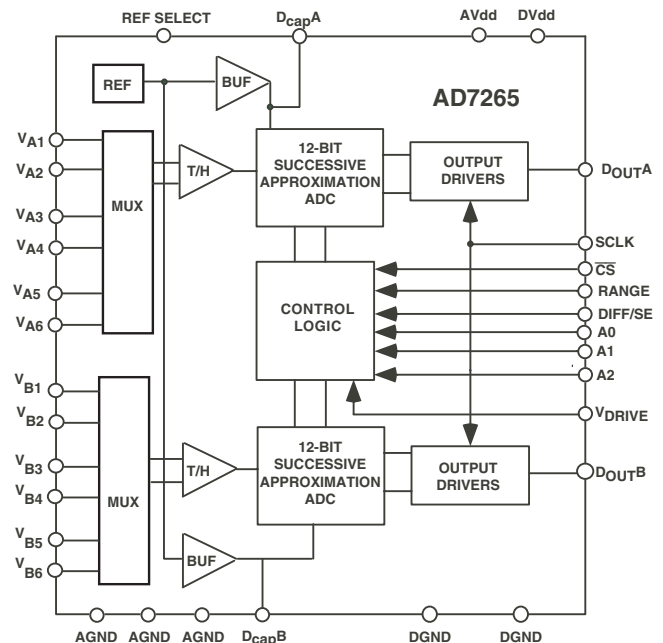 REF SELECT
DcapA
AVdd
DVdd
REF
BUF
AD7265
VA1
VA2
VA3
VA4
VA5
VA6
MUX
T/H
12-BIT
SUCCESSIVE
APPROXIMATION
ADC
OUTPUT
DRIVERS
DOUTA
SCLK
CS
RANGE
DIFF/SE
A0
A1
A2
VDRIVE
CONTROL
LOGIC
VB1
VB2
VB3
VB4
VB5
VB6
MUX
T/H
12-BIT
SUCCESSIVE
APPROXIMATION
ADC
OUTPUT
DRIVERS
DOUTB
BUF
AGND
AGND
AGND
DcapB
DGND
DGND